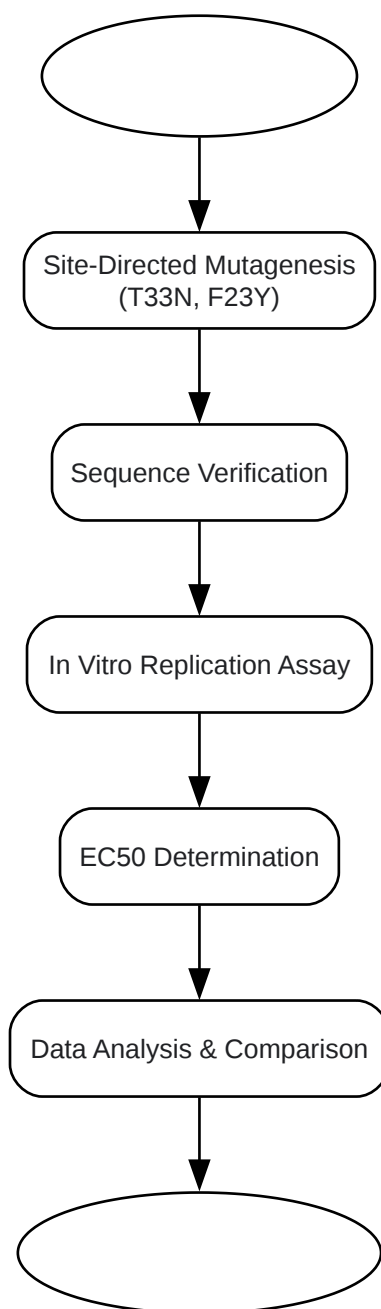 Site-Directed Mutagenesis
(T33N, F23Y)
Sequence Verification
In Vitro Replication Assay
EC50 Determination
Data Analysis & Comparison